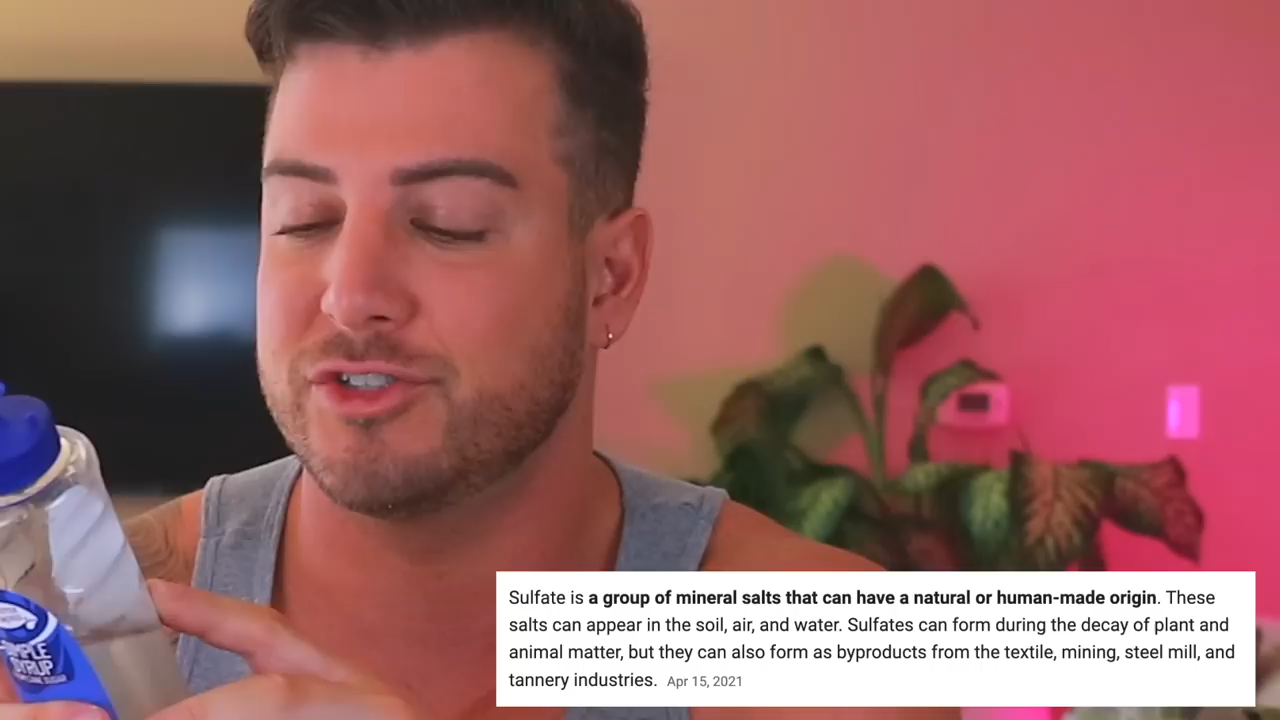 SIMPLE
SYRUP
Sulfate is a group of mineral salts that can have a natural or human-made origin. These
salts can appear in the soil, air, and water. Sulfates can form during the decay of plant and
animal matter, but they can also form as byproducts from the textile, mining, steel mill, and
tannery industries. Apr 15, 2021